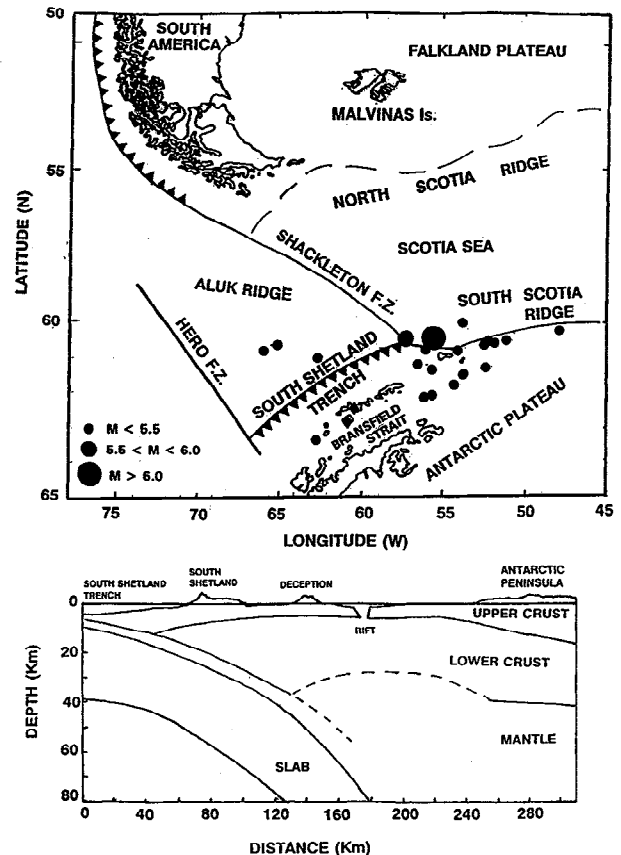 50
SOUTH
AMERICA
FALKLAND PLATEAU
MALVINAS Is.
55
NORTH SCOTIA RIDGE
LATITUDE (N)
SHACKLETON F.Z.
SCOTIA SEA
ALUK RIDGE
SOUTH SCOTIA
RIDGE
60
HERO F.Z.
SOUTH SHETLAND
TRENCH
BRANSFIELD
STRAIT
ANTARCTIC PLATEAU
M < 5.5
5.5 < M < 6.0
M > 6.0
65
75 70 65 60 55 50 45
LONGITUDE (W)
SOUTH SHETLAND
TRENCH
SOUTH
SHETLAND
DECEPTION
ANTARCTIC
PENINSULA
0
UPPER CRUST
RIFT
20
LOWER CRUST
DEPTH (Km)
40
MANTLE
60
SLAB
80
0 40 80 120 160 200 240 280
DISTANCE (Km)